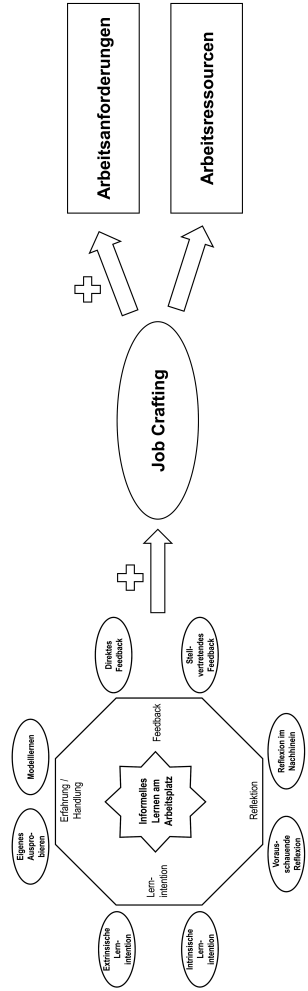 Eigenes
Auspro-
bieren
Modelllernen
Erfahrung /
Handlung
Extrinsische
Lern-
intention
Intrinsische
Lern-
intention
Lern-
intention
Informelles
Lernen am
Arbeitsplatz
Feedback
Direktes
Feedback
Stell-
vertretendes
Feedback
Reflektion
Voraus-
schauende
Reflexion
Reflexion im
Nachhinein
Job Crafting
Arbeitsanforderungen
Arbeitsressourcen